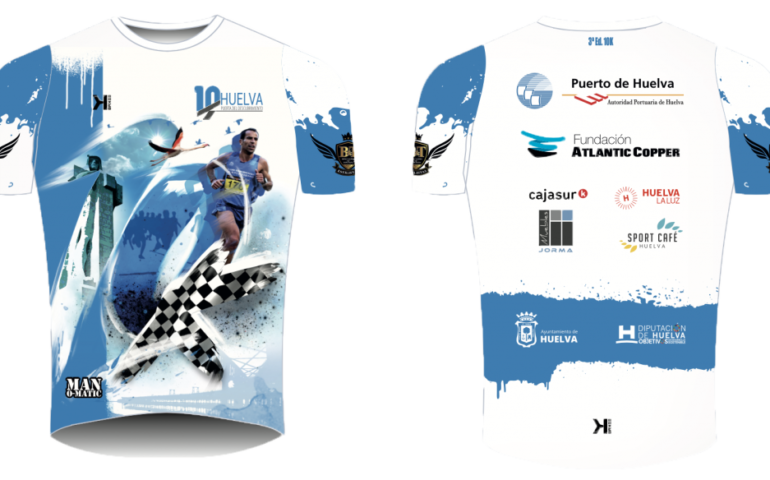 10 HUELVA
MAN
O-MATIC
3ª Ed. 10K
Puerto de Huelva
Autoridad Portuaria de Huelva
Fundación
ATLANTIC COPPER
cajasur k
H HUELVA
LA LUZ
Muebles
JORMA
SPORT CAFÉ
HUELVA
Ayuntamiento de
HUELVA
H DIPUTACIÓN
DE HUELVA